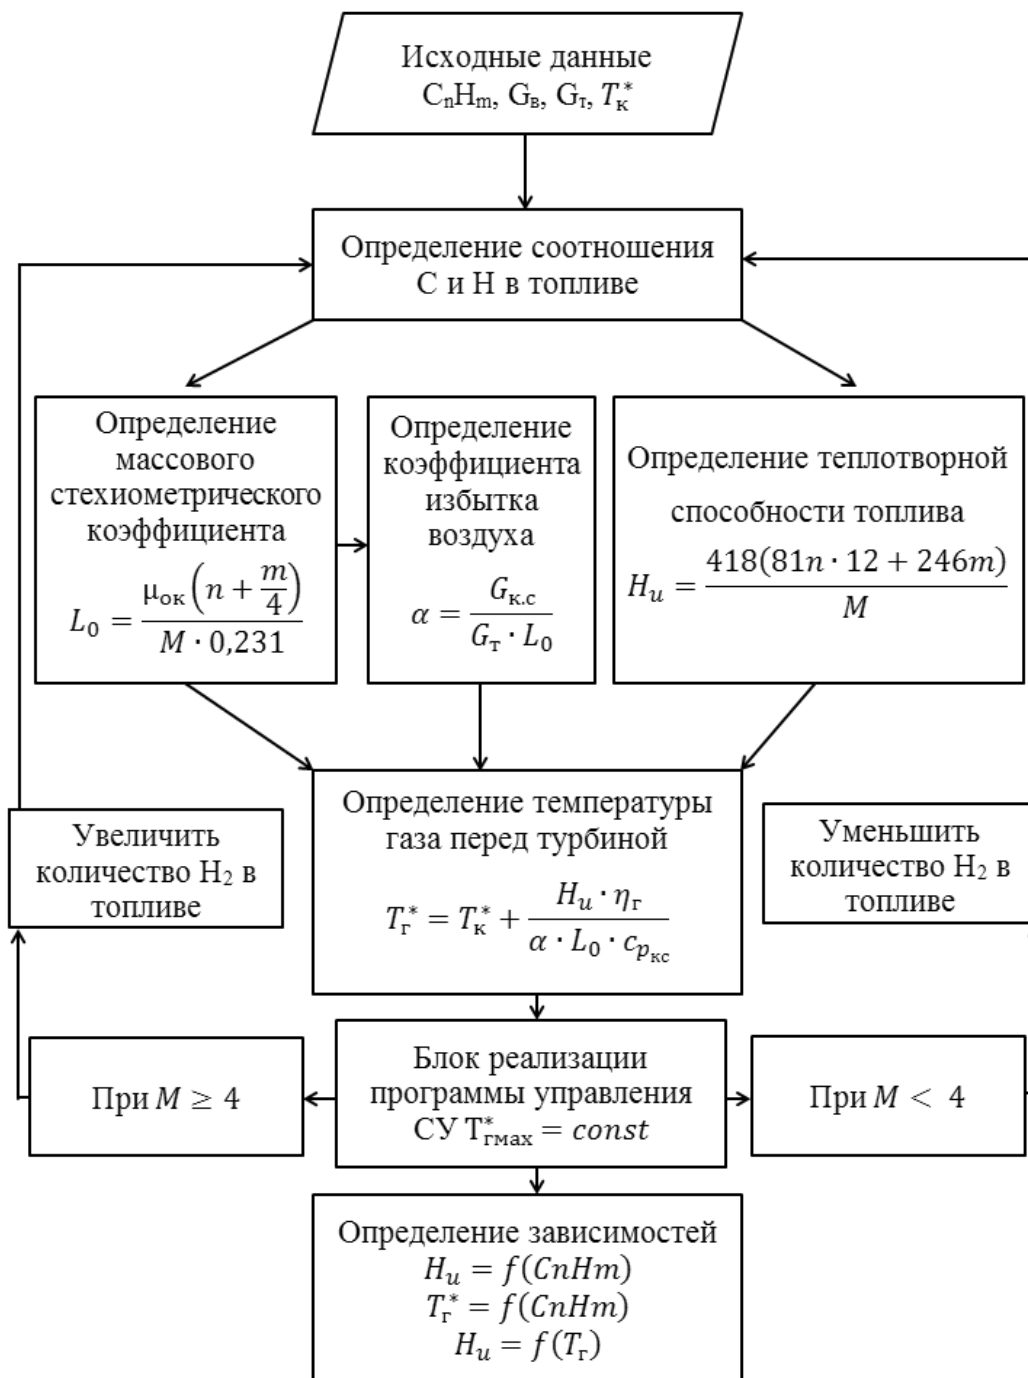 Исходные данные
CₙHₘ, Gв, Gт, Tк*
Определение соотношения
С и Н в топливе
Определение
массового
стехиометрического
коэффициента
L₀ = μок(n + m/4) / (M · 0,231)
Определение
коэффициента
избытка
воздуха
α = Gк.с / (Gт · L₀)
Определение теплотворной
способности топлива
Hᵤ = 418(81n · 12 + 246m) / M
Определение температуры
газа перед турбиной
Tг* = Tк* + (Hᵤ · ηг) / (α · L₀ · cₚкс)
Увеличить
количество H₂ в
топливе
Уменьшить
количество H₂ в
топливе
Блок реализации
программы управления
СУ Tгмах* = const
При M ≥ 4
При M < 4
Определение зависимостей
Hᵤ = f(CnHm)
Tг* = f(CnHm)
Hᵤ = f(Tг)